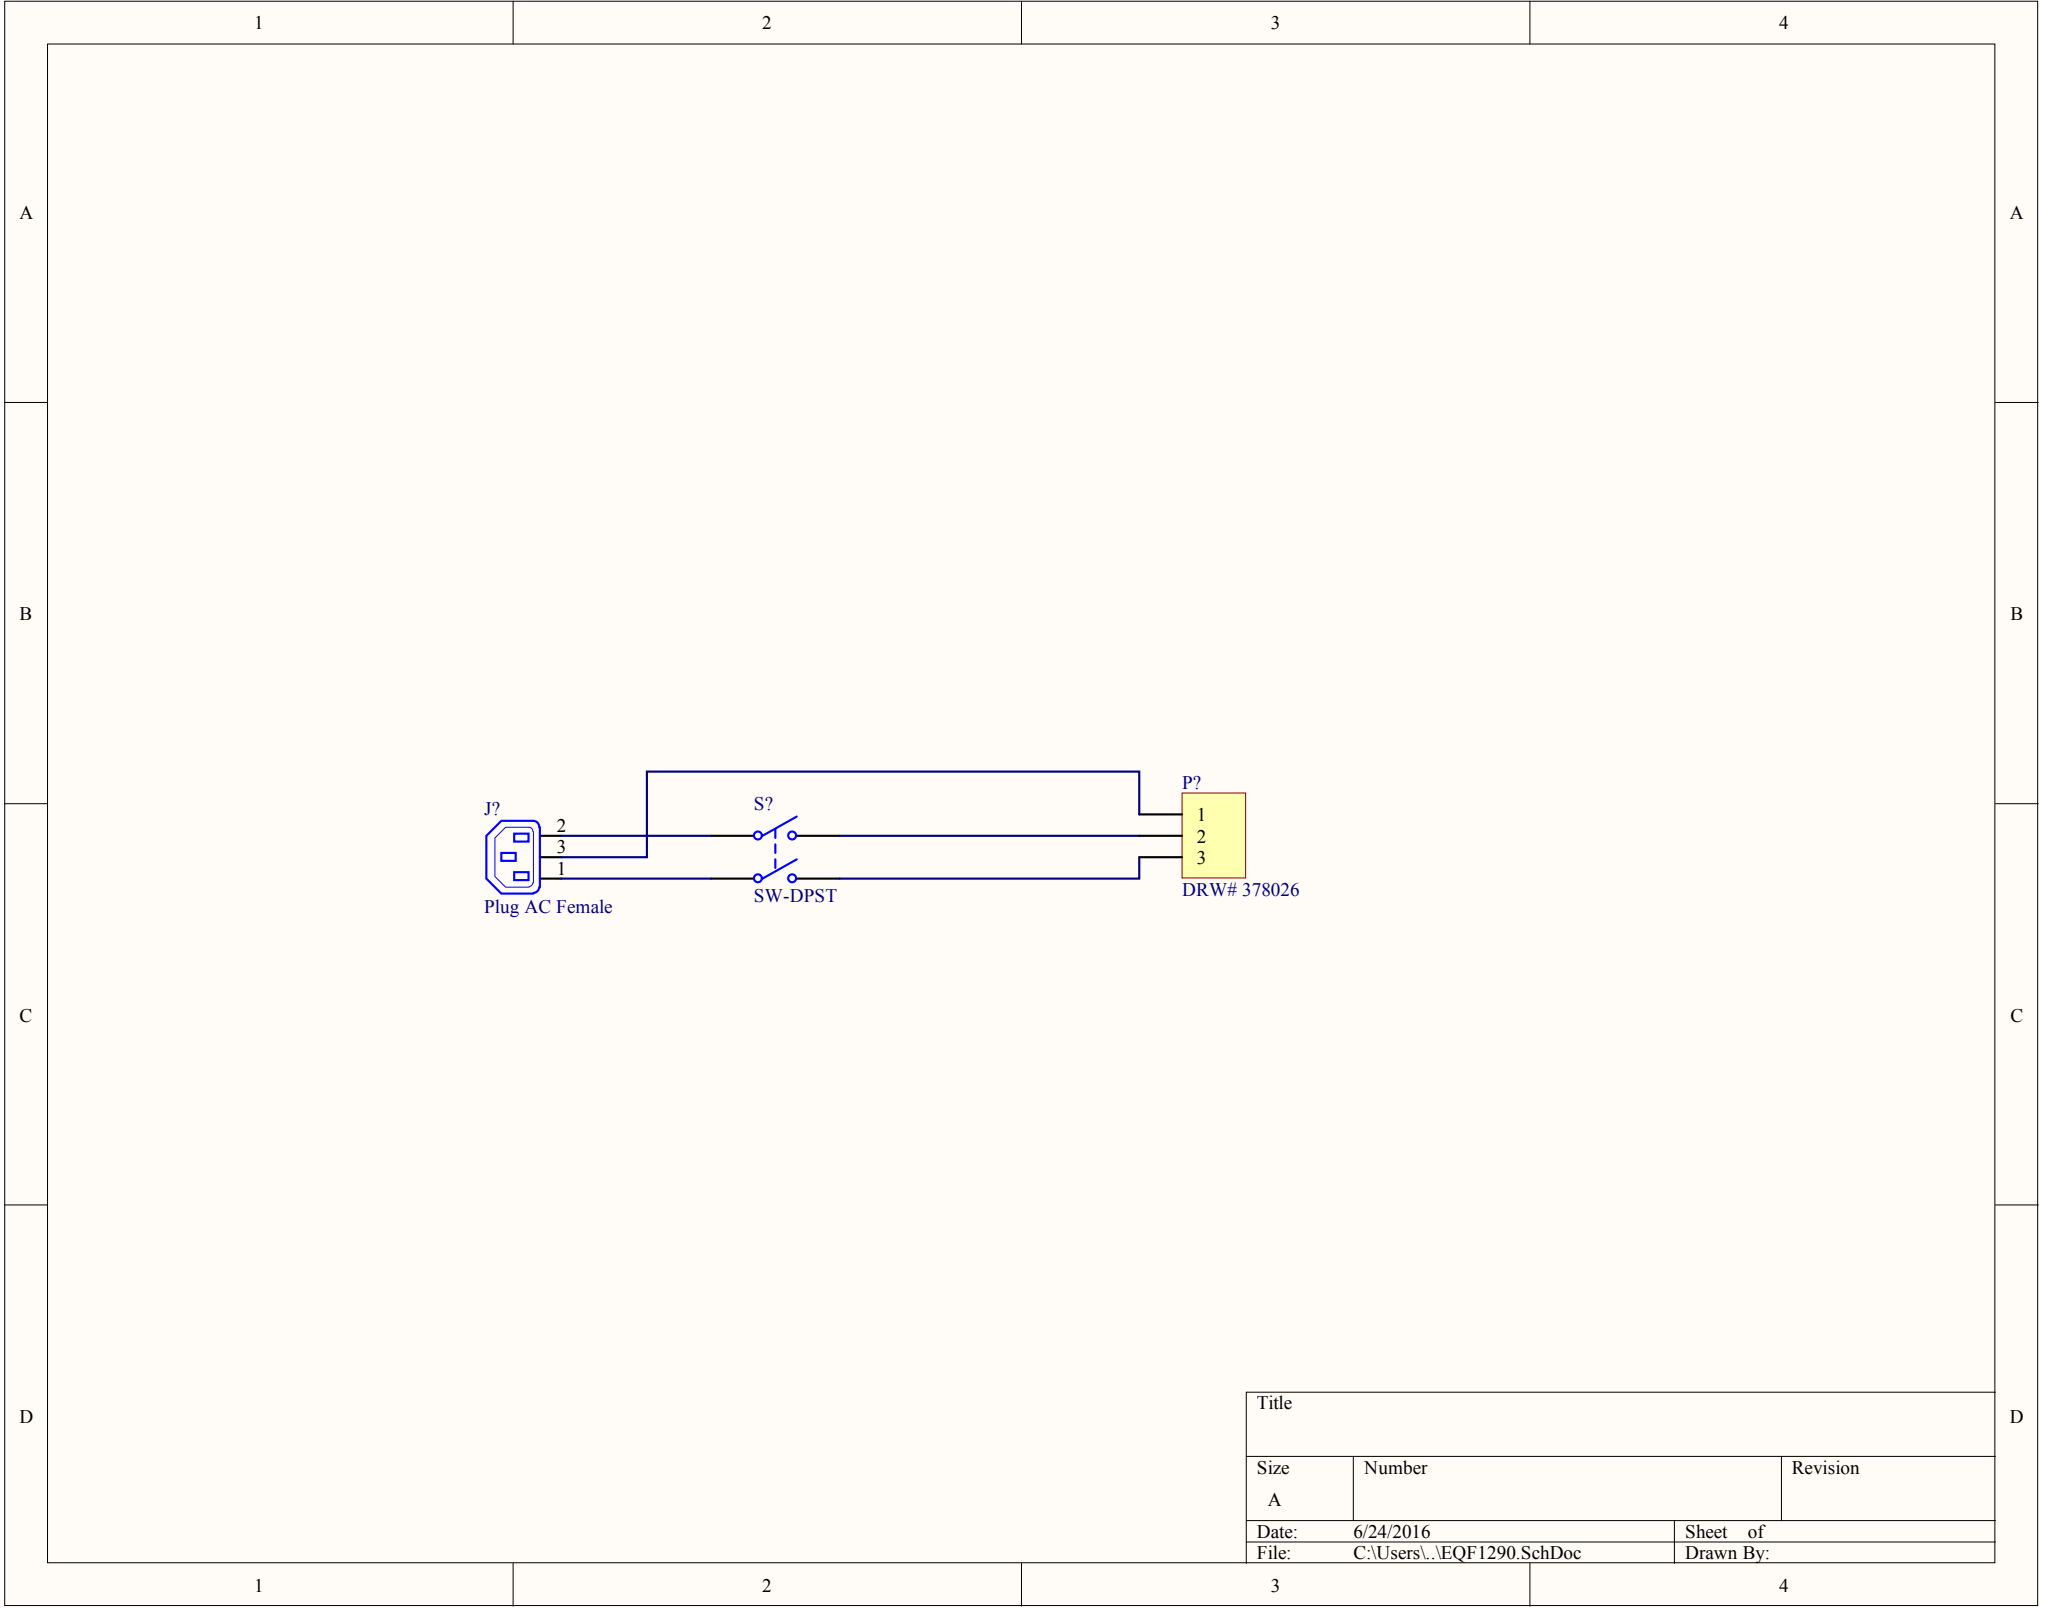 1 2 3 4
A A
B B
P?
J? S?
1
2 2
3 3
1
SW-DPST DRW# 378026
Plug AC Female
C C
Title
D D
Size Number Revision
A
Date: 6/24/2016 Sheet of
File: C:\Users\..\EQF1290.SchDoc Drawn By:
1 2 3 4